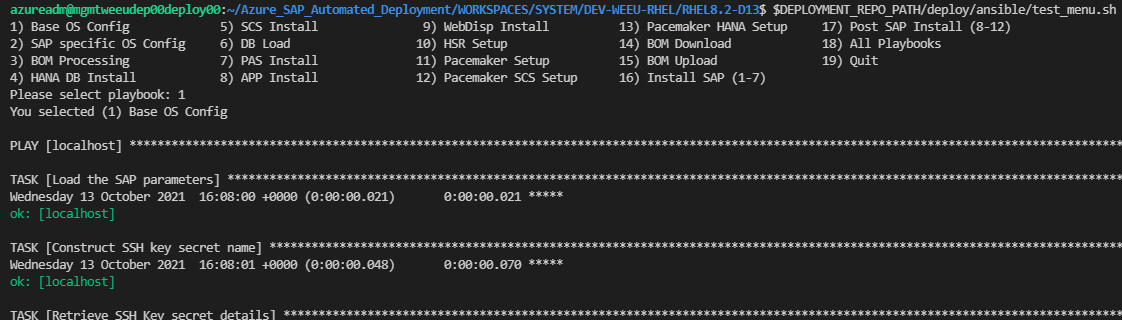 azureadm@mgmtweeudep00deploy00:~/Azure_SAP_Automated_Deployment/WORKSPACES/SYSTEM/DEV-WEEU-RHEL/RHEL8.2-D13$ $DEPLOYMENT_REPO_PATH/deploy/ansible/test_menu.sh
1) Base OS Config 5) SCS Install 9) WebDisp Install 13) Pacemaker HANA Setup 17) Post SAP Install (8-12)
2) SAP specific OS Config 6) DB Load 10) HSR Setup 14) BOM Download 18) All Playbooks
3) BOM Processing 7) PAS Install 11) Pacemaker Setup 15) BOM Upload 19) Quit
4) HANA DB Install 8) APP Install 12) Pacemaker SCS Setup 16) Install SAP (1-7)
Please select playbook: 1
You selected (1) Base OS Config
PLAY [localhost] ****************************************************************************************************************************************
TASK [Load the SAP parameters] ****************************************************************************************************************************
Wednesday 13 October 2021  16:08:00 +0000 (0:00:00.021)       0:00:00.021 *****
ok: [localhost]
TASK [Construct SSH key secret name] **********************************************************************************************************************
Wednesday 13 October 2021  16:08:01 +0000 (0:00:00.048)       0:00:00.070 *****
ok: [localhost]
TASK [Retrieve SSH Key secret details] ********************************************************************************************************************